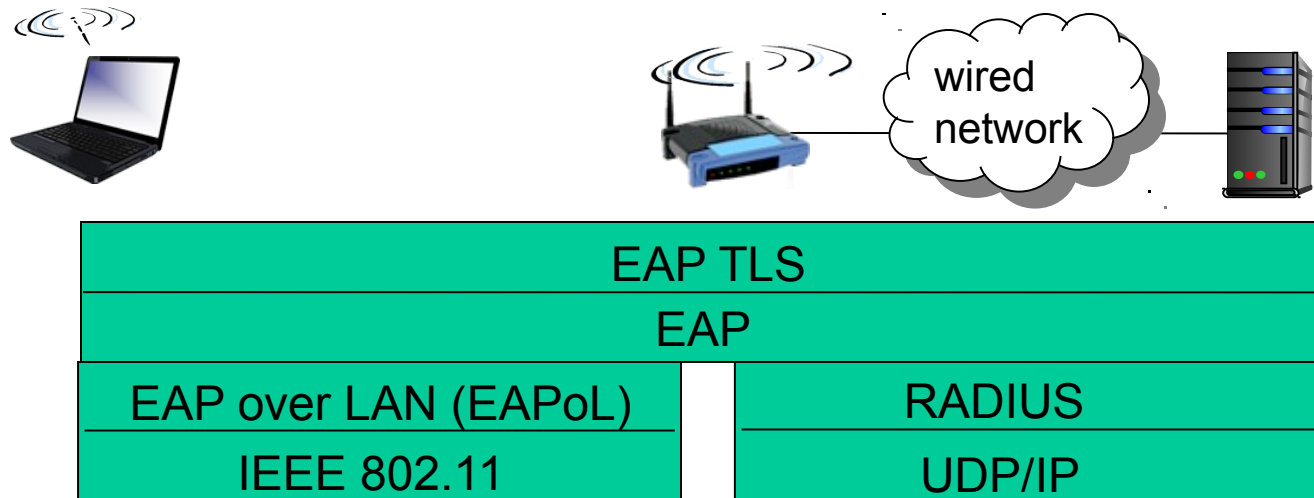 wired
network
EAP TLS
EAP
EAP over LAN (EAPoL)
RADIUS
IEEE 802.11
UDP/IP